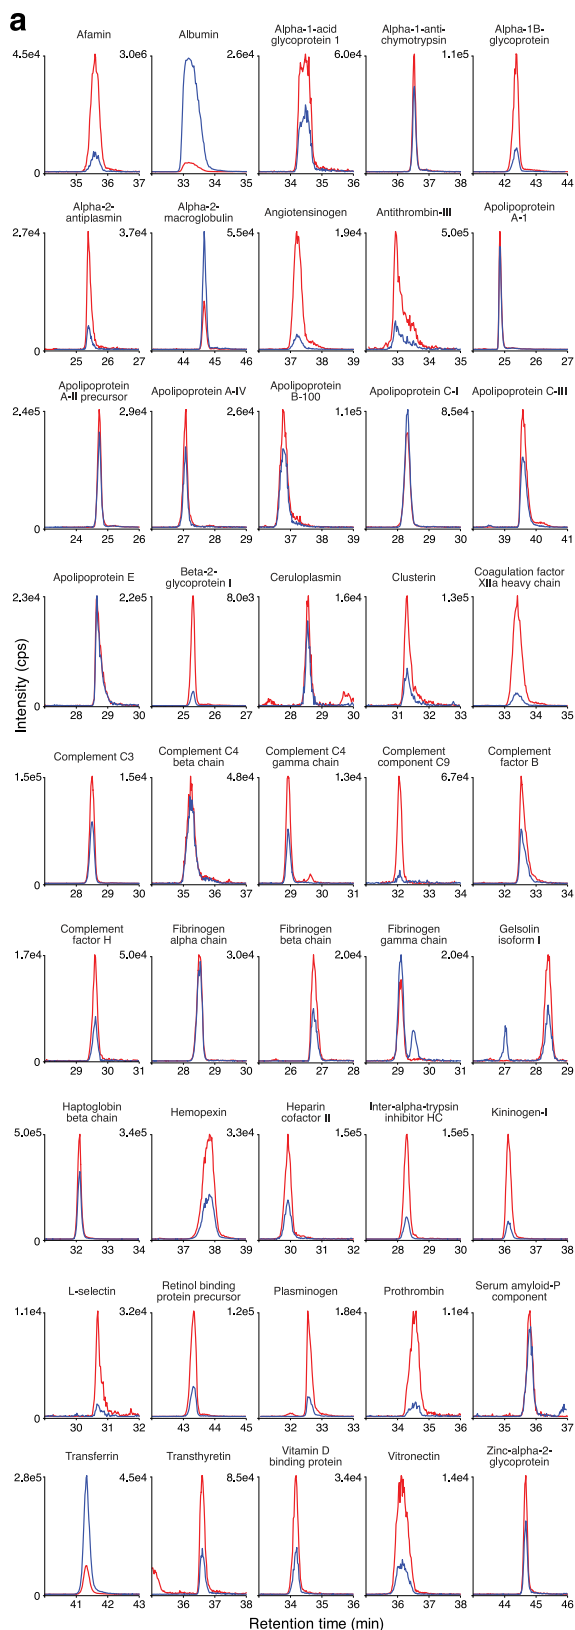 a
Afamin
Albumin
Alpha-1-acid
glycoprotein 1
Alpha-1-anti-
chymotrypsin
Alpha-1B-
glycoprotein
4.5e4
3.0e6
2.6e4
6.0e4
1.1e5
0
35 36 37
33 34 35
34 35 36
36 37 38
42 43 44
Alpha-2-
antiplasmin
Alpha-2-
macroglobulin
Angiotensinogen
Antithrombin-III
Apolipoprotein
A-1
2.7e4
3.7e4
5.5e4
1.9e4
5.0e5
0
25 26 27
44 45 46
37 38 39
33 34 35
25 26 27
Apolipoprotein
A-II precursor
Apolipoprotein A-IV
Apolipoprotein
B-100
Apolipoprotein C-I
Apolipoprotein C-III
2.4e5
2.9e4
2.6e4
1.1e5
8.5e4
0
24 25 26
27 28 29
37 38 39
28 29 30
39 40 41
Apolipoprotein E
Beta-2-
glycoprotein I
Ceruloplasmin
Clusterin
Coagulation factor
XIIa heavy chain
2.3e4
2.2e5
8.0e3
1.6e4
1.3e5
0
28 29 30
25 26 27
28 29 30
31 32 33
33 34 35
Intensity (cps)
Complement C3
Complement C4
beta chain
Complement C4
gamma chain
Complement
component C9
Complement
factor B
1.5e5
1.5e4
4.8e4
1.3e4
6.7e4
0
28 29 30
35 36 37
29 30 31
32 33 34
32 33 34
Complement
factor H
Fibrinogen
alpha chain
Fibrinogen
beta chain
Fibrinogen
gamma chain
Gelsolin
isoform I
1.7e4
5.0e4
3.0e4
2.0e4
2.0e4
0
29 30 31
28 29 30
26 27 28
29 30 31
27 28 29
Haptoglobin
beta chain
Hemopexin
Heparin
cofactor II
Inter-alpha-trypsin
inhibitor HC
Kininogen-I
5.0e5
3.4e5
3.3e4
1.5e5
1.5e5
0
32 33 34
37 38 39
30 31 32
28 29 30
36 37 38
L-selectin
Retinol binding
protein precursor
Plasminogen
Prothrombin
Serum amyloid-P
component
1.1e4
3.2e4
1.2e5
1.8e4
1.1e4
0
30 31 32
43 44 45
32 33 33
34 35 36
35 36 37
Transferrin
Transthyretin
Vitamin D
binding protein
Vitronectin
Zinc-alpha-2-
glycoprotein
2.8e5
4.5e4
8.5e4
3.4e4
1.4e4
0
41 42 43
36 37 38
34 35 36
36 37 38
44 45 46
Retention time (min)